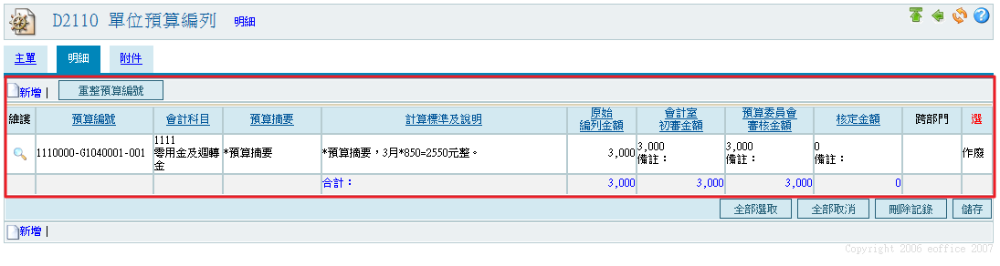 D2110 單位預算編列 明細
主單 明細 附件
新增 | 重整預算編號
維護 預算編號 會計科目 預算摘要 計算標準及說明 原始編列金額 會計室初審金額 預算委員會審核金額 核定金額 跨部門 選
1110000-G1040001-001 1111 零用金及週轉金 *預算摘要 *預算摘要，3月*850=2550元整。 3,000 3,000 備註： 3,000 備註： 0 備註： 作廢
合計： 3,000 3,000 3,000 0
全部選取 全部取消 刪除記錄 儲存
新增 |
Copyright 2006 eoffice 2007